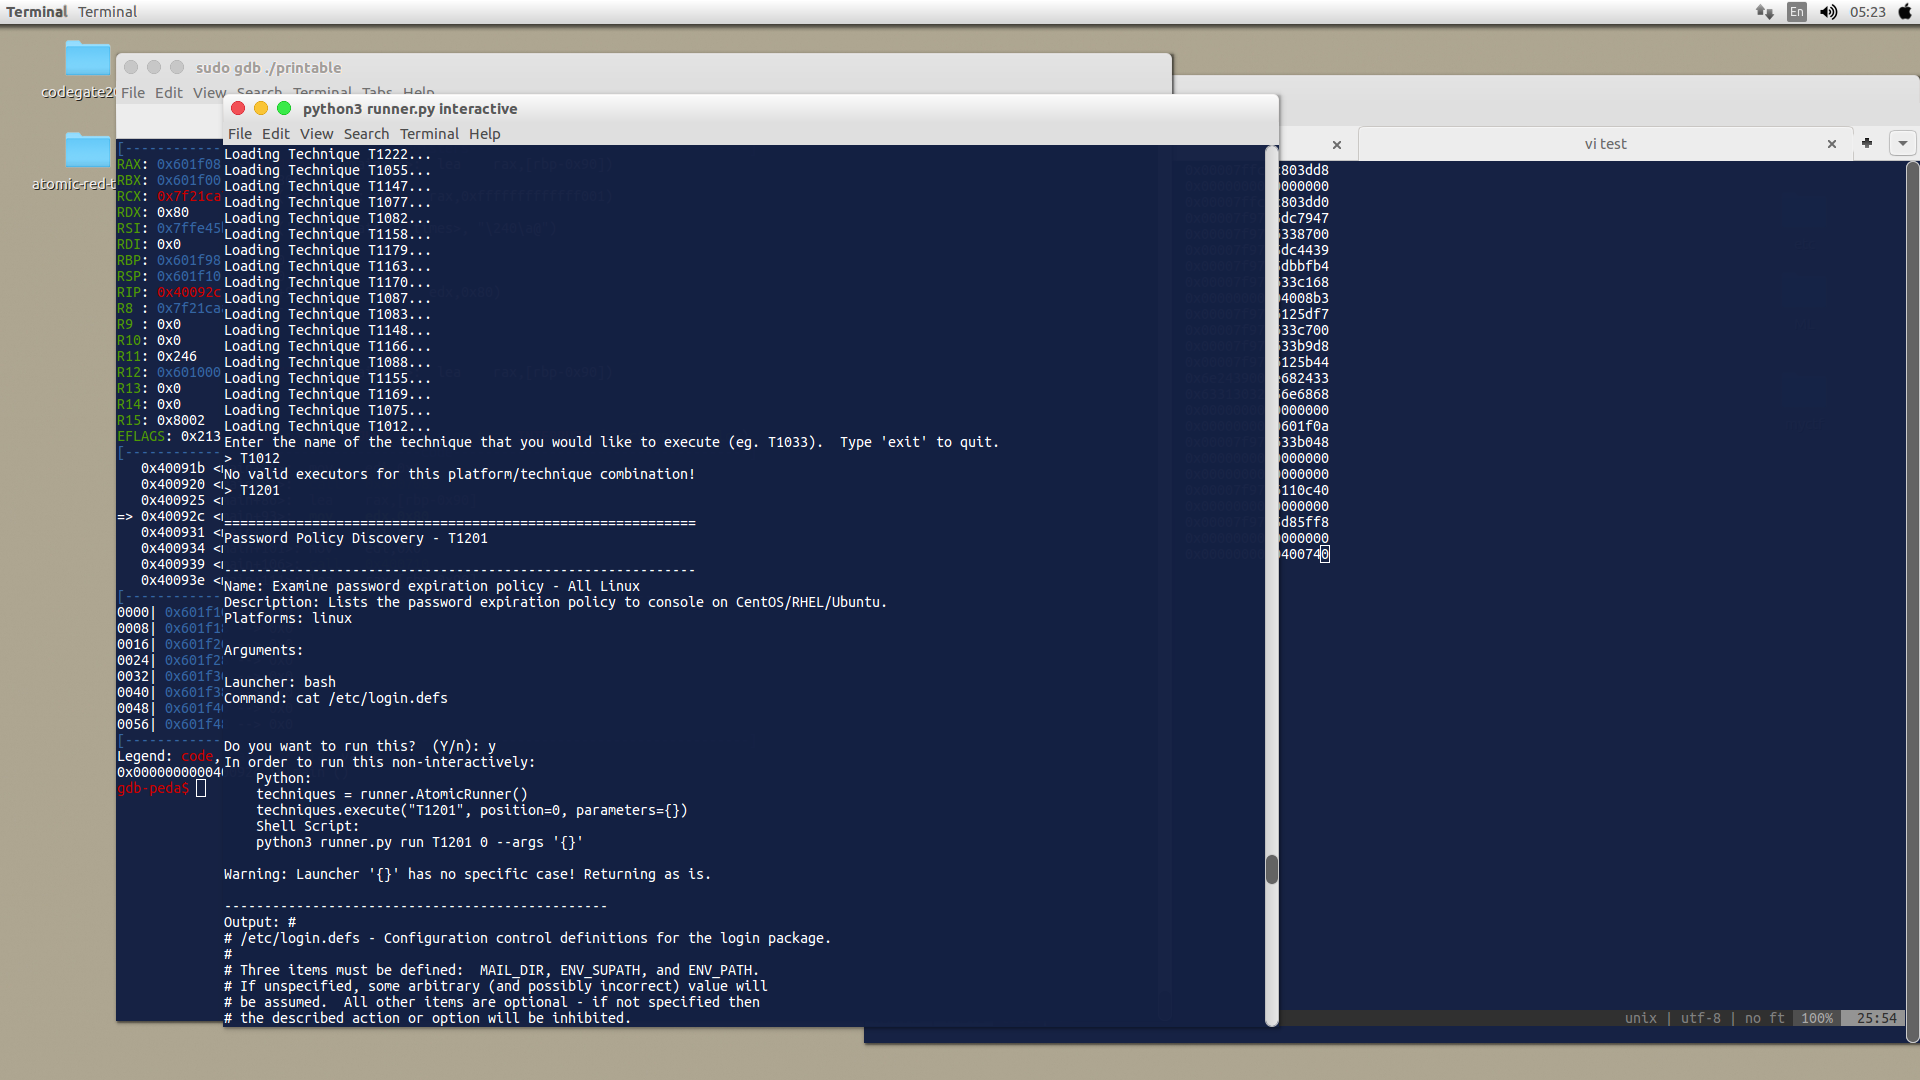 Terminal Terminal
En 05:23
codegate2
atomic-red-t
sudo gdb ./printable
File Edit View Search Terminal Tabs Help
python3 runner.py interactive
File Edit View Search Terminal Help
vi test
[------------
RAX: 0x601f08
RBX: 0x601f00
RCX: 0x7f21ca
RDX: 0x80
RSI: 0x7ffe45
RDI: 0x0
RBP: 0x601f98
RSP: 0x601f10
RIP: 0x40092c
R8 : 0x7f21ca
R9 : 0x0
R10: 0x0
R11: 0x246
R12: 0x601000
R13: 0x0
R14: 0x0
R15: 0x8002
EFLAGS: 0x213
[------------
0x40091b <
0x400920 <
0x400925 <
=> 0x40092c <
0x400931 <
0x400934 <
0x400939 <
0x40093e <
[------------
0000| 0x601f1
0008| 0x601f1
0016| 0x601f2
0024| 0x601f2
0032| 0x601f3
0040| 0x601f3
0048| 0x601f4
0056| 0x601f4
[------------
Legend: code,
0x00000000004
gdb-peda$
Loading Technique T1222...
Loading Technique T1055...
Loading Technique T1147...
Loading Technique T1077...
Loading Technique T1082...
Loading Technique T1158...
Loading Technique T1179...
Loading Technique T1163...
Loading Technique T1170...
Loading Technique T1087...
Loading Technique T1083...
Loading Technique T1148...
Loading Technique T1166...
Loading Technique T1088...
Loading Technique T1155...
Loading Technique T1169...
Loading Technique T1075...
Loading Technique T1012...
Enter the name of the technique that you would like to execute (eg. T1033).  Type 'exit' to quit.
> T1012
No valid executors for this platform/technique combination!
> T1201
===========================================================
Password Policy Discovery - T1201
-----------------------------------------------------------
Name: Examine password expiration policy - All Linux
Description: Lists the password expiration policy to console on CentOS/RHEL/Ubuntu.
Platforms: linux
Arguments:
Launcher: bash
Command: cat /etc/login.defs
Do you want to run this?  (Y/n): y
In order to run this non-interactively:
Python:
techniques = runner.AtomicRunner()
techniques.execute("T1201", position=0, parameters={})
Shell Script:
python3 runner.py run T1201 0 --args '{}'
Warning: Launcher '{}' has no specific case! Returning as is.
------------------------------------------------
Output: #
# /etc/login.defs - Configuration control definitions for the login package.
#
# Three items must be defined:  MAIL_DIR, ENV_SUPATH, and ENV_PATH.
# If unspecified, some arbitrary (and possibly incorrect) value will
# be assumed.  All other items are optional - if not specified then
# the described action or option will be inhibited.
803dd8
0000000
803dd0
dc7947
338700
dc4439
dbbfb4
33c168
4008b3
125df7
33c700
33b9d8
125b44
682433
6e6868
000000
601f0a
33b048
000000
000000
110c40
000000
d85ff8
000000
400740
unix | utf-8 | no ft 100% 25:54